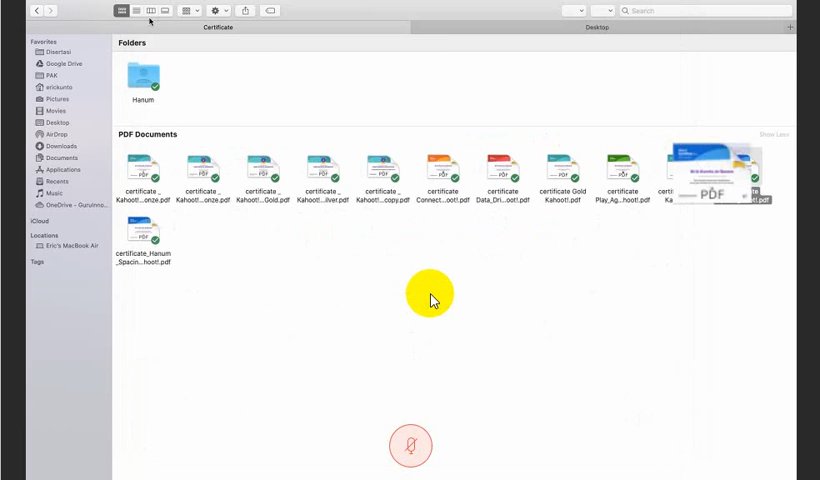 Search
Certificate
Desktop
Favorites
Disertasi
Google Drive
PAK
erickunto
Pictures
Movies
Desktop
AirDrop
Downloads
Documents
Applications
Recents
Music
OneDrive - GuruInno...
iCloud
Locations
Eric's MacBook Air
Tags
Folders
Hanum
PDF Documents
Show Less
certificate _
Kahoot!...onze.pdf
certificate _
Kahoot!...onze.pdf
certificate _
Kahoot!...Gold.pdf
certificate _
Kahoot!...ilver.pdf
certificate _
Kahoot!...copy.pdf
certificate
Connect...oot!.pdf
certificate
Data_Dri...oot!.pdf
certificate Gold
Kahoot!.pdf
certificate
Play_Ag...hoot!.pdf
PDF
certificate_Hanum
_Spacin...hoot!.pdf